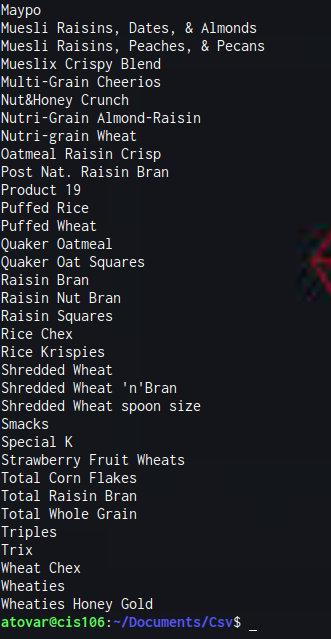 Maypo
Muesli Raisins, Dates, & Almonds
Muesli Raisins, Peaches, & Pecans
Mueslix Crispy Blend
Multi-Grain Cheerios
Nut&Honey Crunch
Nutri-Grain Almond-Raisin
Nutri-grain Wheat
Oatmeal Raisin Crisp
Post Nat. Raisin Bran
Product 19
Puffed Rice
Puffed Wheat
Quaker Oatmeal
Quaker Oat Squares
Raisin Bran
Raisin Nut Bran
Raisin Squares
Rice Chex
Rice Krispies
Shredded Wheat
Shredded Wheat 'n'Bran
Shredded Wheat spoon size
Smacks
Special K
Strawberry Fruit Wheats
Total Corn Flakes
Total Raisin Bran
Total Whole Grain
Triples
Trix
Wheat Chex
Wheaties
Wheaties Honey Gold
atovar@cis106:~/Documents/Csv$ _